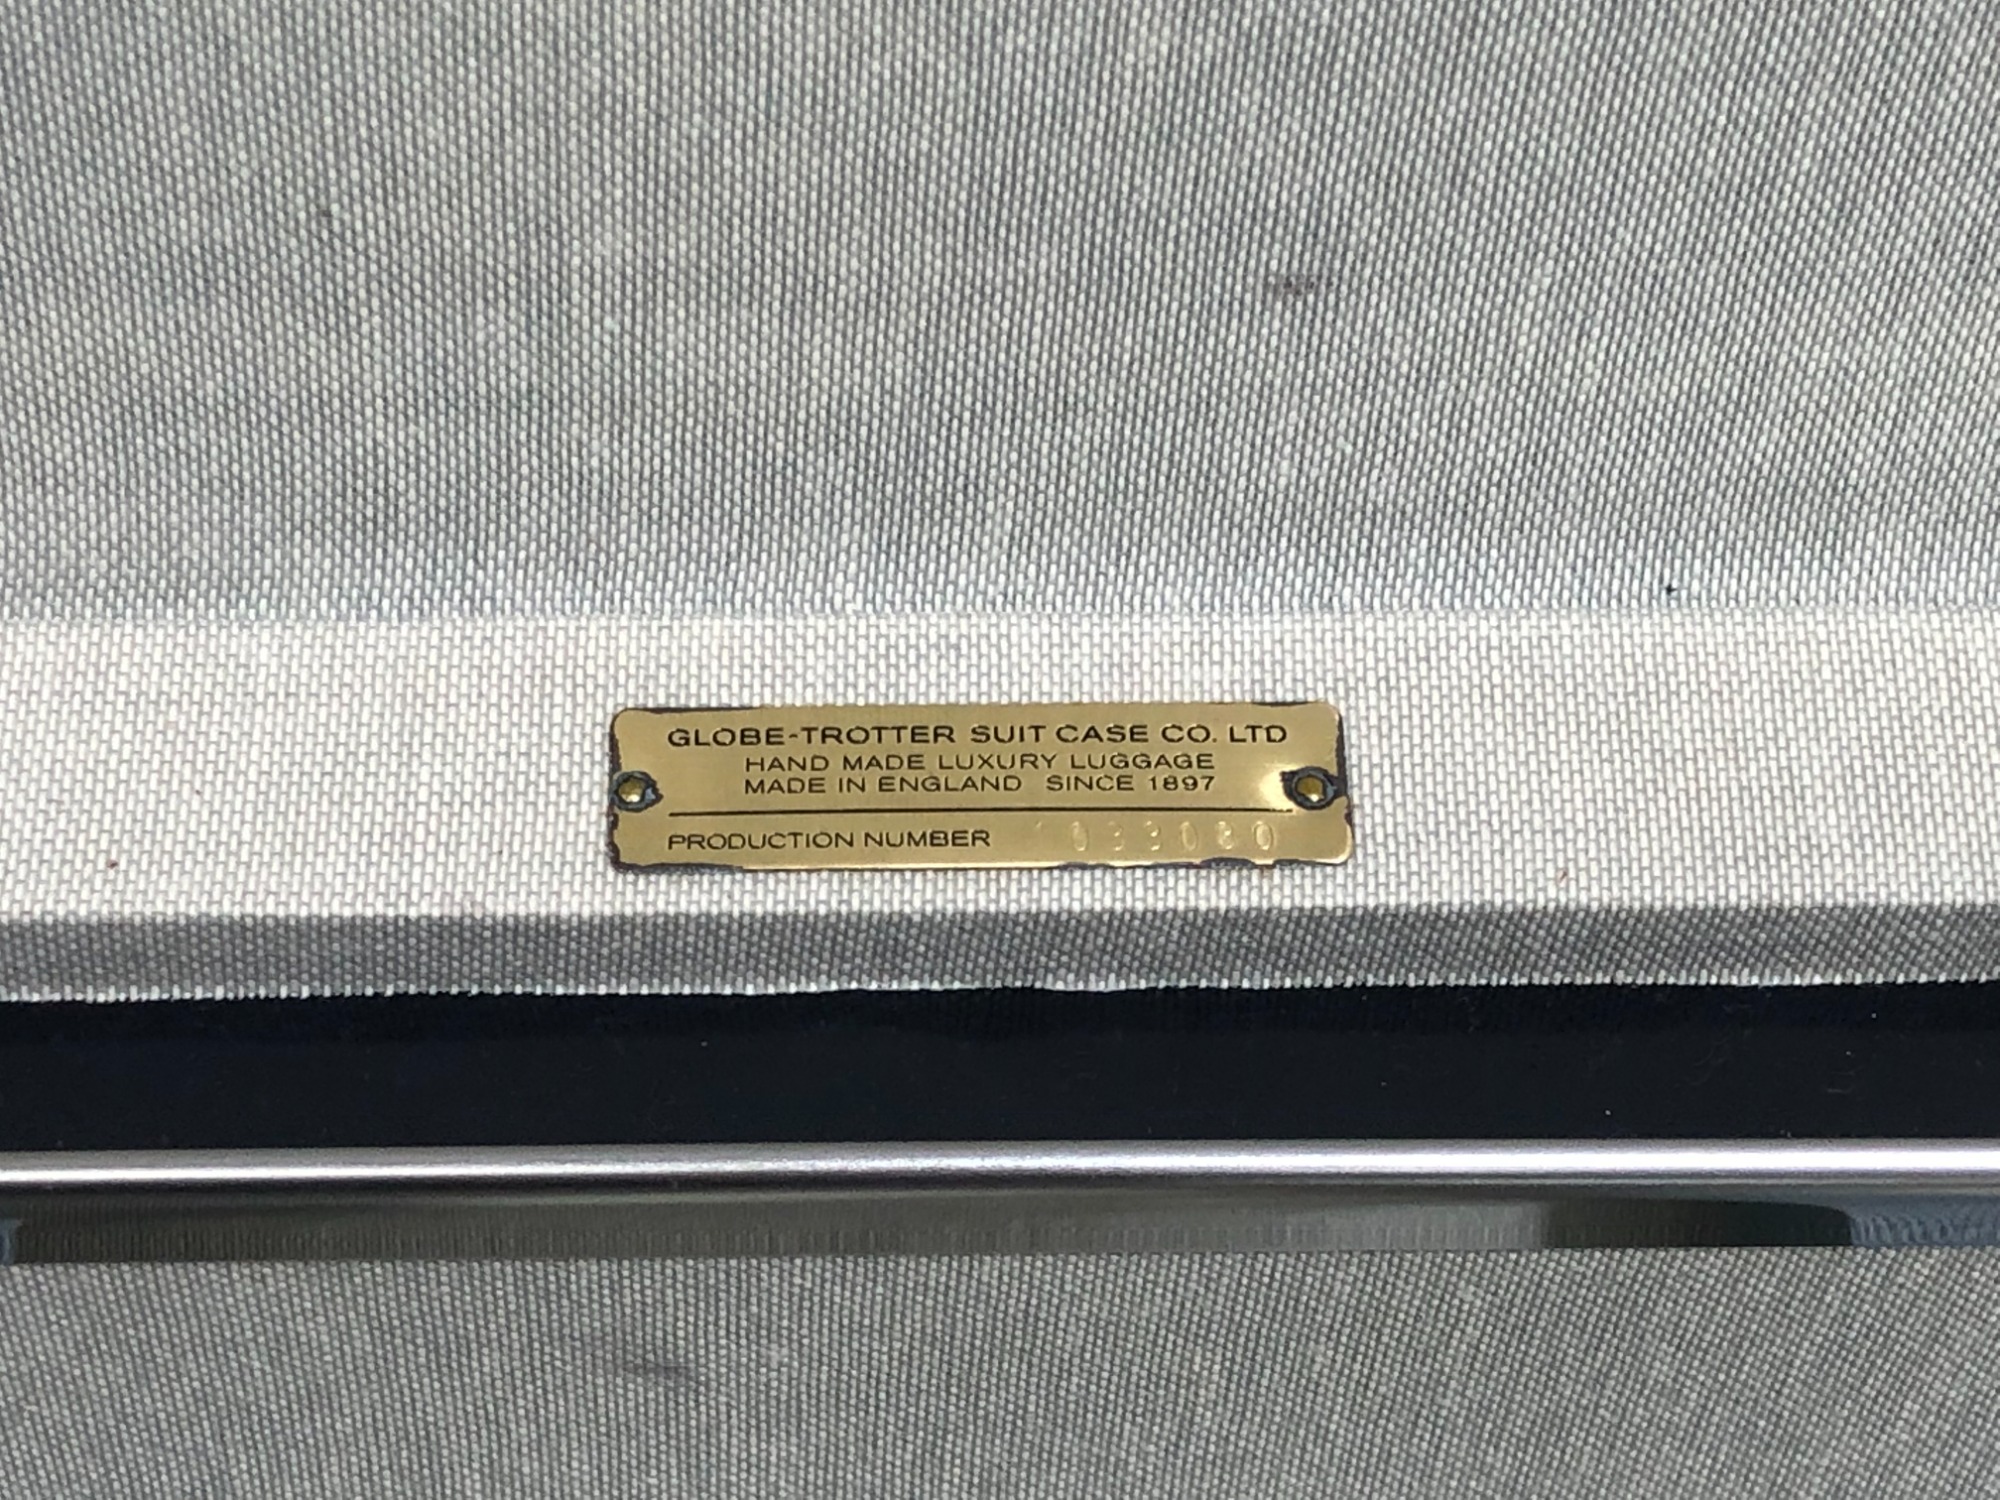 GLOBE-TROTTER SUIT CASE CO. LTD
HAND MADE LUXURY LUGGAGE
MADE IN ENGLAND SINCE 1897
PRODUCTION NUMBER